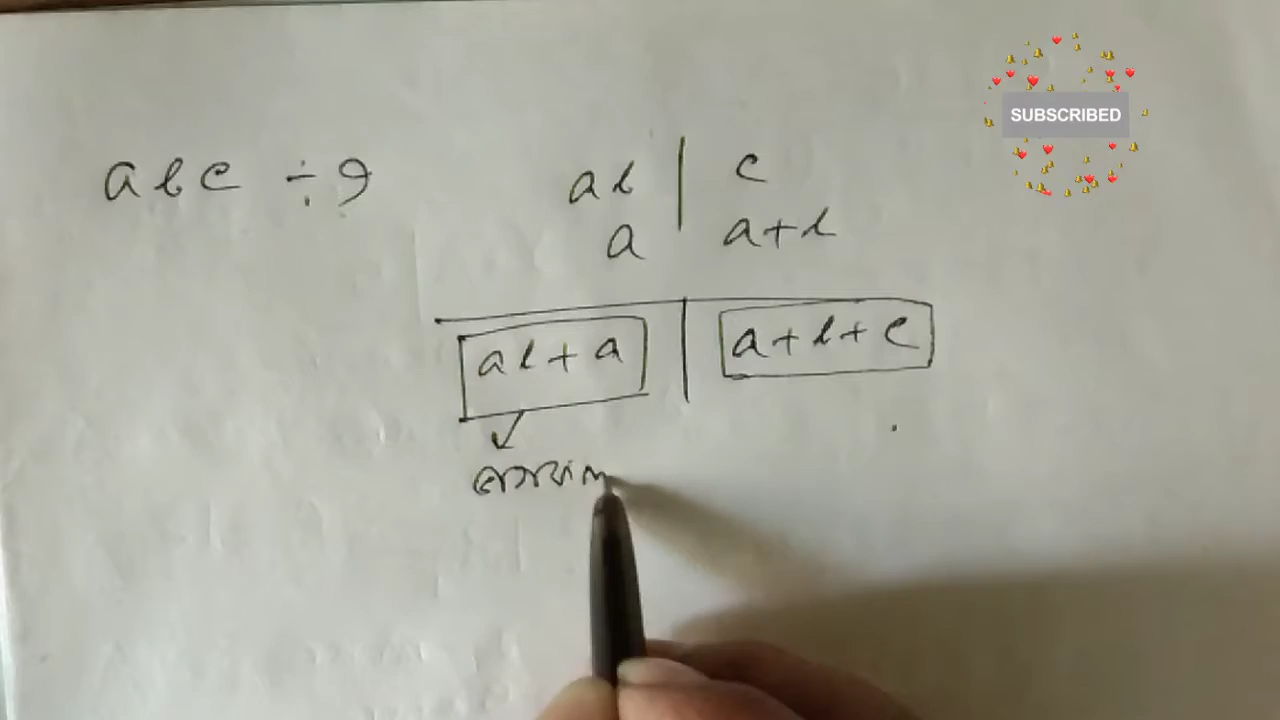 SUBSCRIBED
abc ÷ 9
ab | c
a | a+b
ab+a | a+b+c